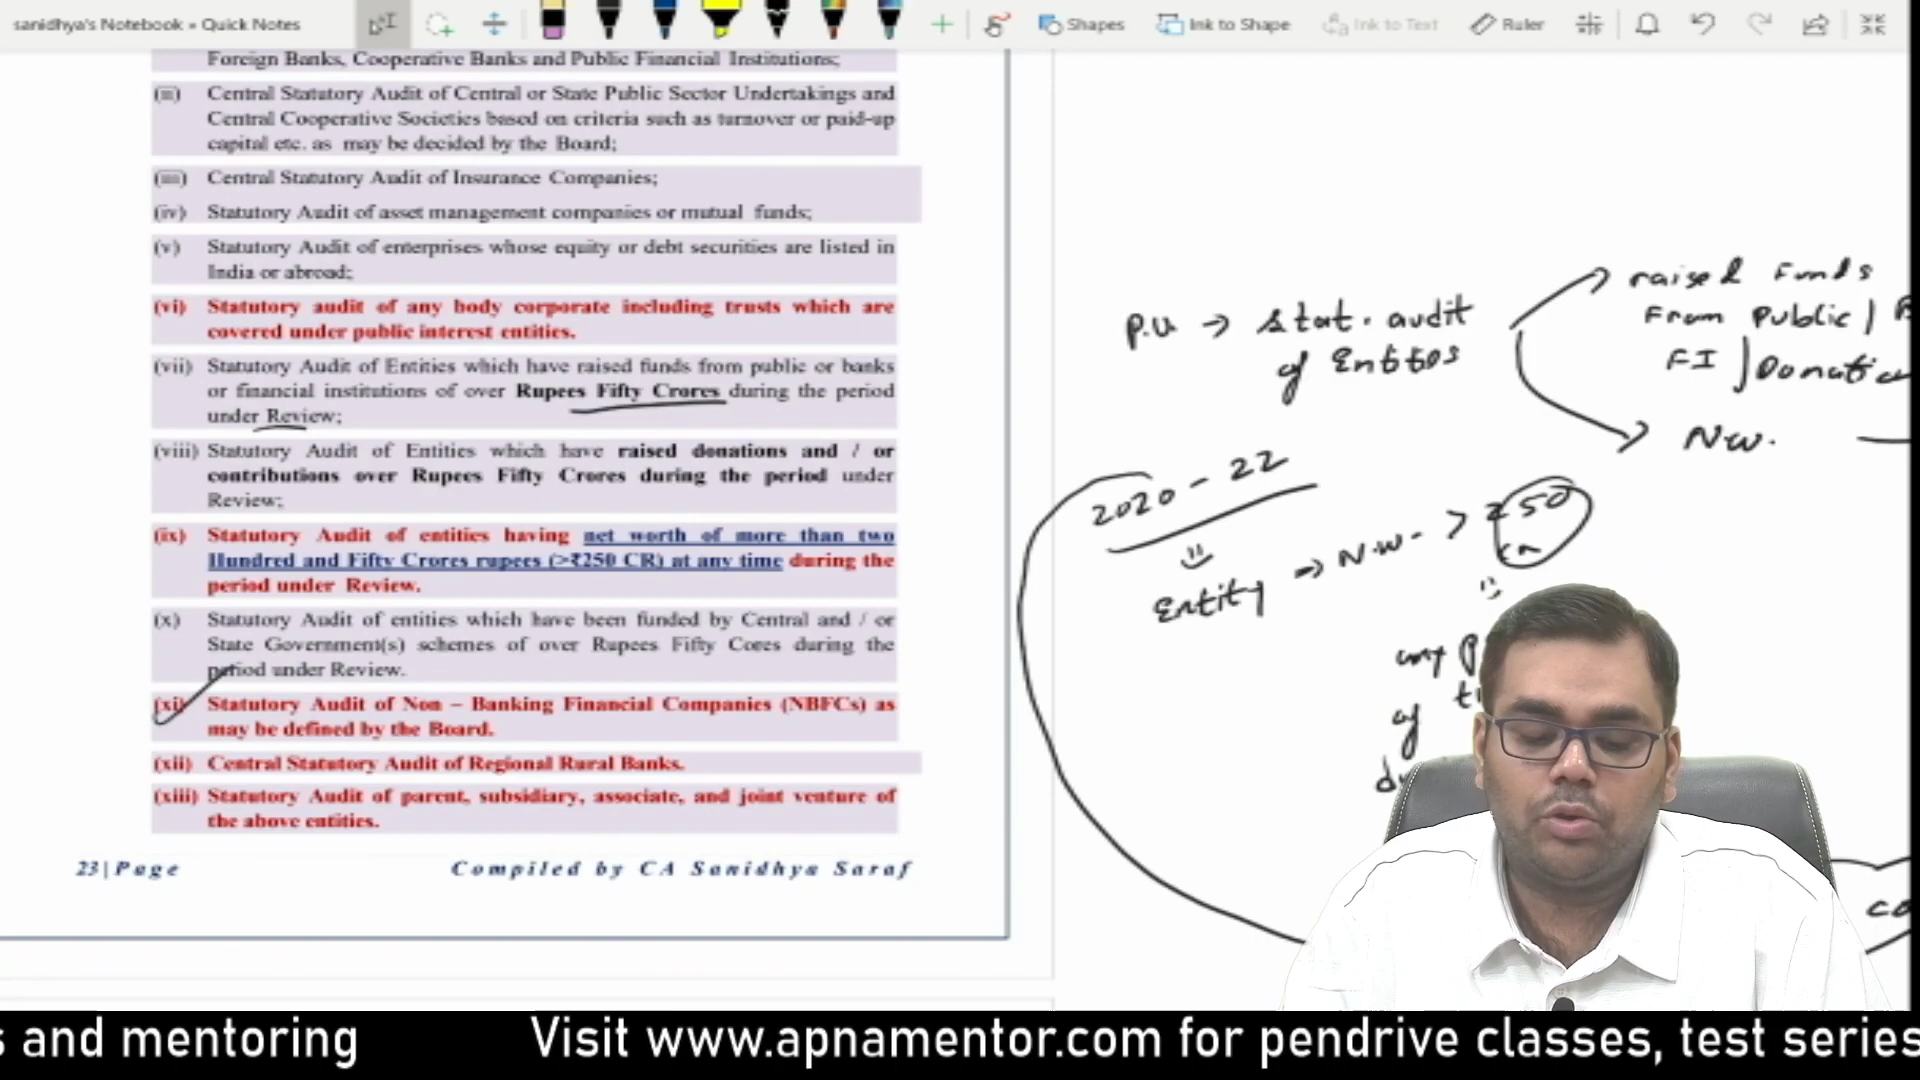 sanidhya's Notebook » Quick Notes
Shapes
Ink to Shape
Ink to Text
Ruler
Foreign Banks, Cooperative Banks and Public Financial Institutions;
(ii) Central Statutory Audit of Central or State Public Sector Undertakings and
Central Cooperative Societies based on criteria such as turnover or paid-up
capital etc. as may be decided by the Board;
(iii) Central Statutory Audit of Insurance Companies;
(iv) Statutory Audit of asset management companies or mutual funds;
(v) Statutory Audit of enterprises whose equity or debt securities are listed in
India or abroad;
(vi) Statutory audit of any body corporate including trusts which are
covered under public interest entities.
(vii) Statutory Audit of Entities which have raised funds from public or banks
or financial institutions of over Rupees Fifty Crores during the period
under Review;
(viii) Statutory Audit of Entities which have raised donations and / or
contributions over Rupees Fifty Crores during the period under
Review;
(ix) Statutory Audit of entities having net worth of more than two
Hundred and Fifty Crores rupees (>₹250 CR) at any time during the
period under Review.
(x) Statutory Audit of entities which have been funded by Central and / or
State Government(s) schemes of over Rupees Fifty Cores during the
period under Review.
(xi) Statutory Audit of Non – Banking Financial Companies (NBFCs) as
may be defined by the Board.
(xii) Central Statutory Audit of Regional Rural Banks.
(xiii) Statutory Audit of parent, subsidiary, associate, and joint venture of
the above entities.
23|Page
Compiled by CA Sanidhya Saraf
P.U → stat. audit
of Entities
raised Funds
From Public /
FI / Donation
N.W.
2020 - 22
Entity → N.W. > 250
Cr
any
of
s and mentoring
Visit www.apnamentor.com for pendrive classes, test series